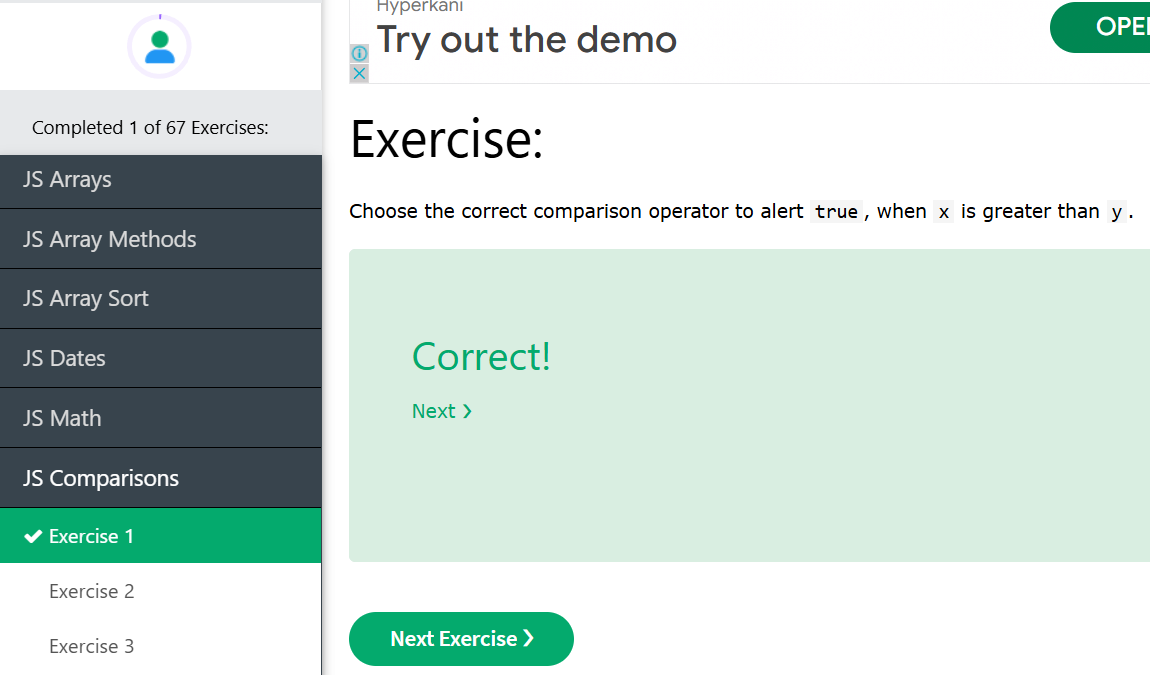 Completed 1 of 67 Exercises:
JS Arrays
JS Array Methods
JS Array Sort
JS Dates
JS Math
JS Comparisons
Exercise 1
Exercise 2
Exercise 3
Hyperkani
Try out the demo
OPE
Exercise:
Choose the correct comparison operator to alert true, when x is greater than y.
Correct!
Next ❯
Next Exercise ❯